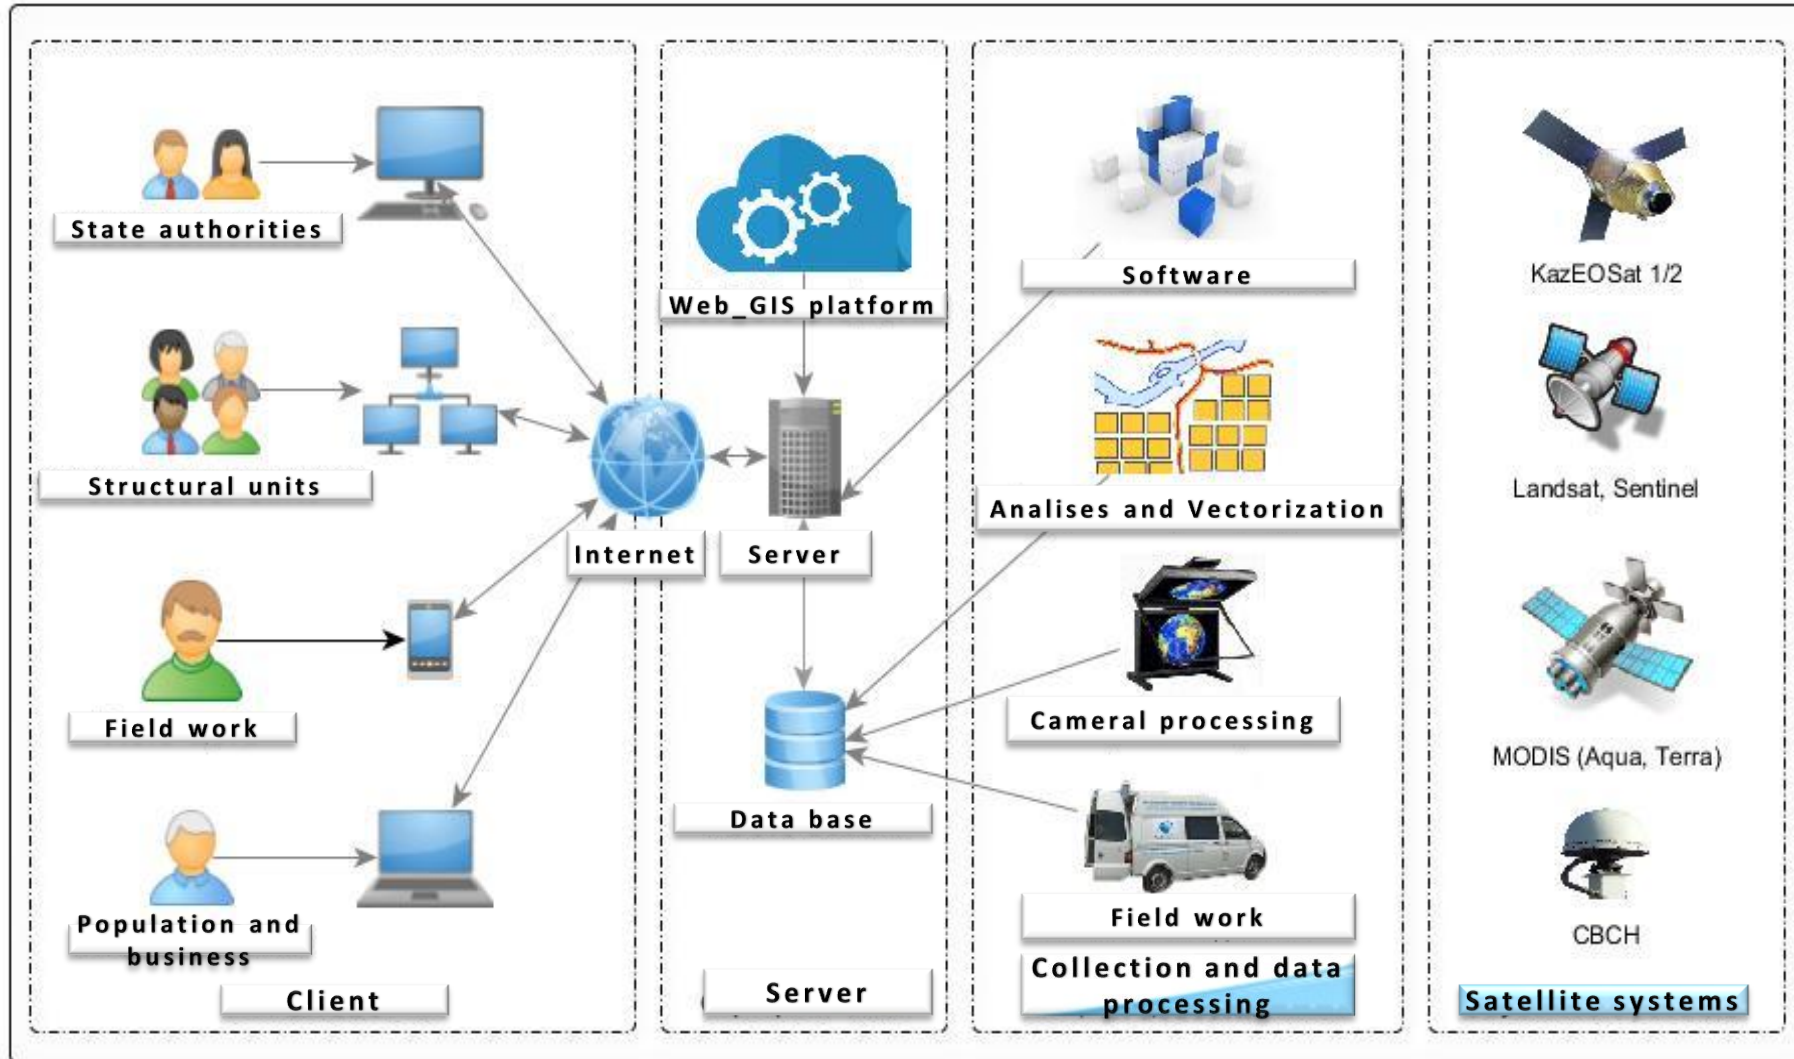 State authorities
Structural units
Field work
Population and
business
Client
Internet
Web_GIS platform
Server
Data base
Server
Software
Analises and Vectorization
Cameral processing
Field work
Collection and data
processing
KazEOSat 1/2
Landsat, Sentinel
MODIS (Aqua, Terra)
CBCH
Satellite systems